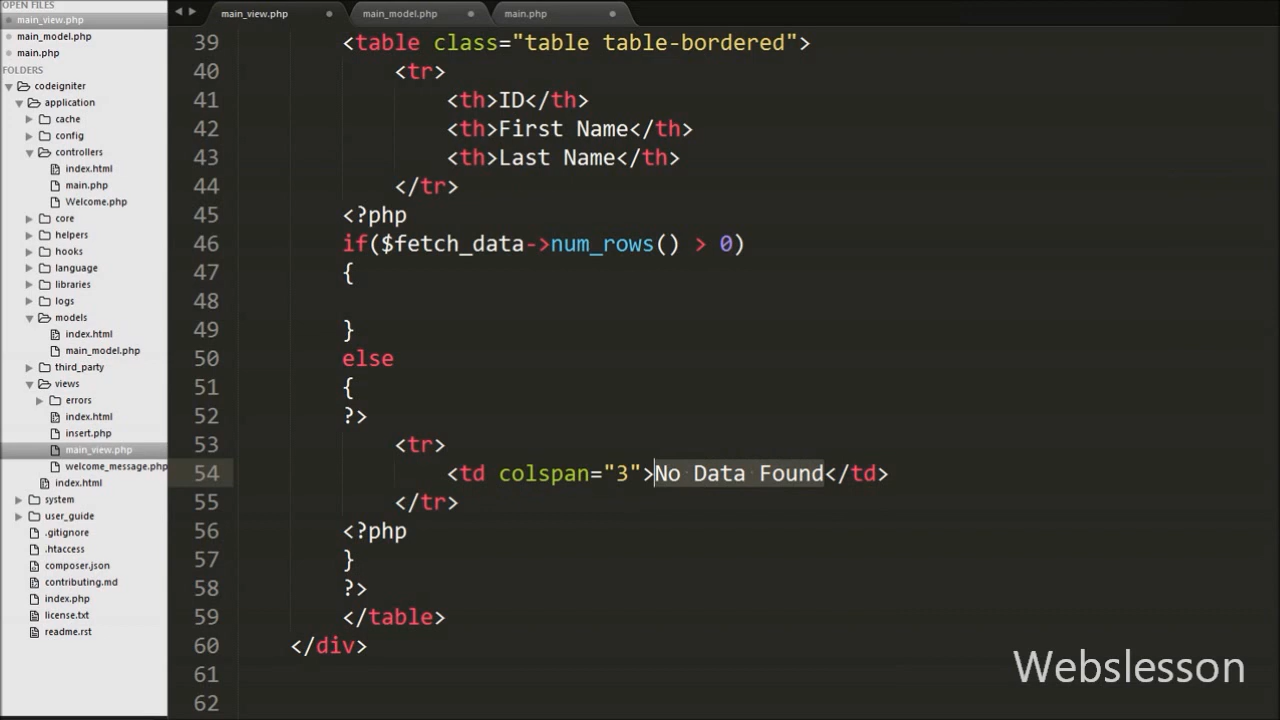 OPEN FILES
main_view.php
main_model.php
main.php
FOLDERS
codeigniter
application
cache
config
controllers
index.html
main.php
Welcome.php
core
helpers
hooks
language
libraries
logs
models
index.html
main_model.php
third_party
views
errors
index.html
insert.php
main_view.php
welcome_message.php
index.html
system
user_guide
.gitignore
.htaccess
composer.json
contributing.md
index.php
license.txt
readme.rst
main_view.php main_model.php main.php
39 <table class="table table-bordered">
40 <tr>
41 <th>ID</th>
42 <th>First Name</th>
43 <th>Last Name</th>
44 </tr>
45 <?php
46 if($fetch_data->num_rows() > 0)
47 {
48
49 }
50 else
51 {
52 ?>
53 <tr>
54 <td colspan="3">No Data Found</td>
55 </tr>
56 <?php
57 }
58 ?>
59 </table>
60 </div>
61
62
Webslesson